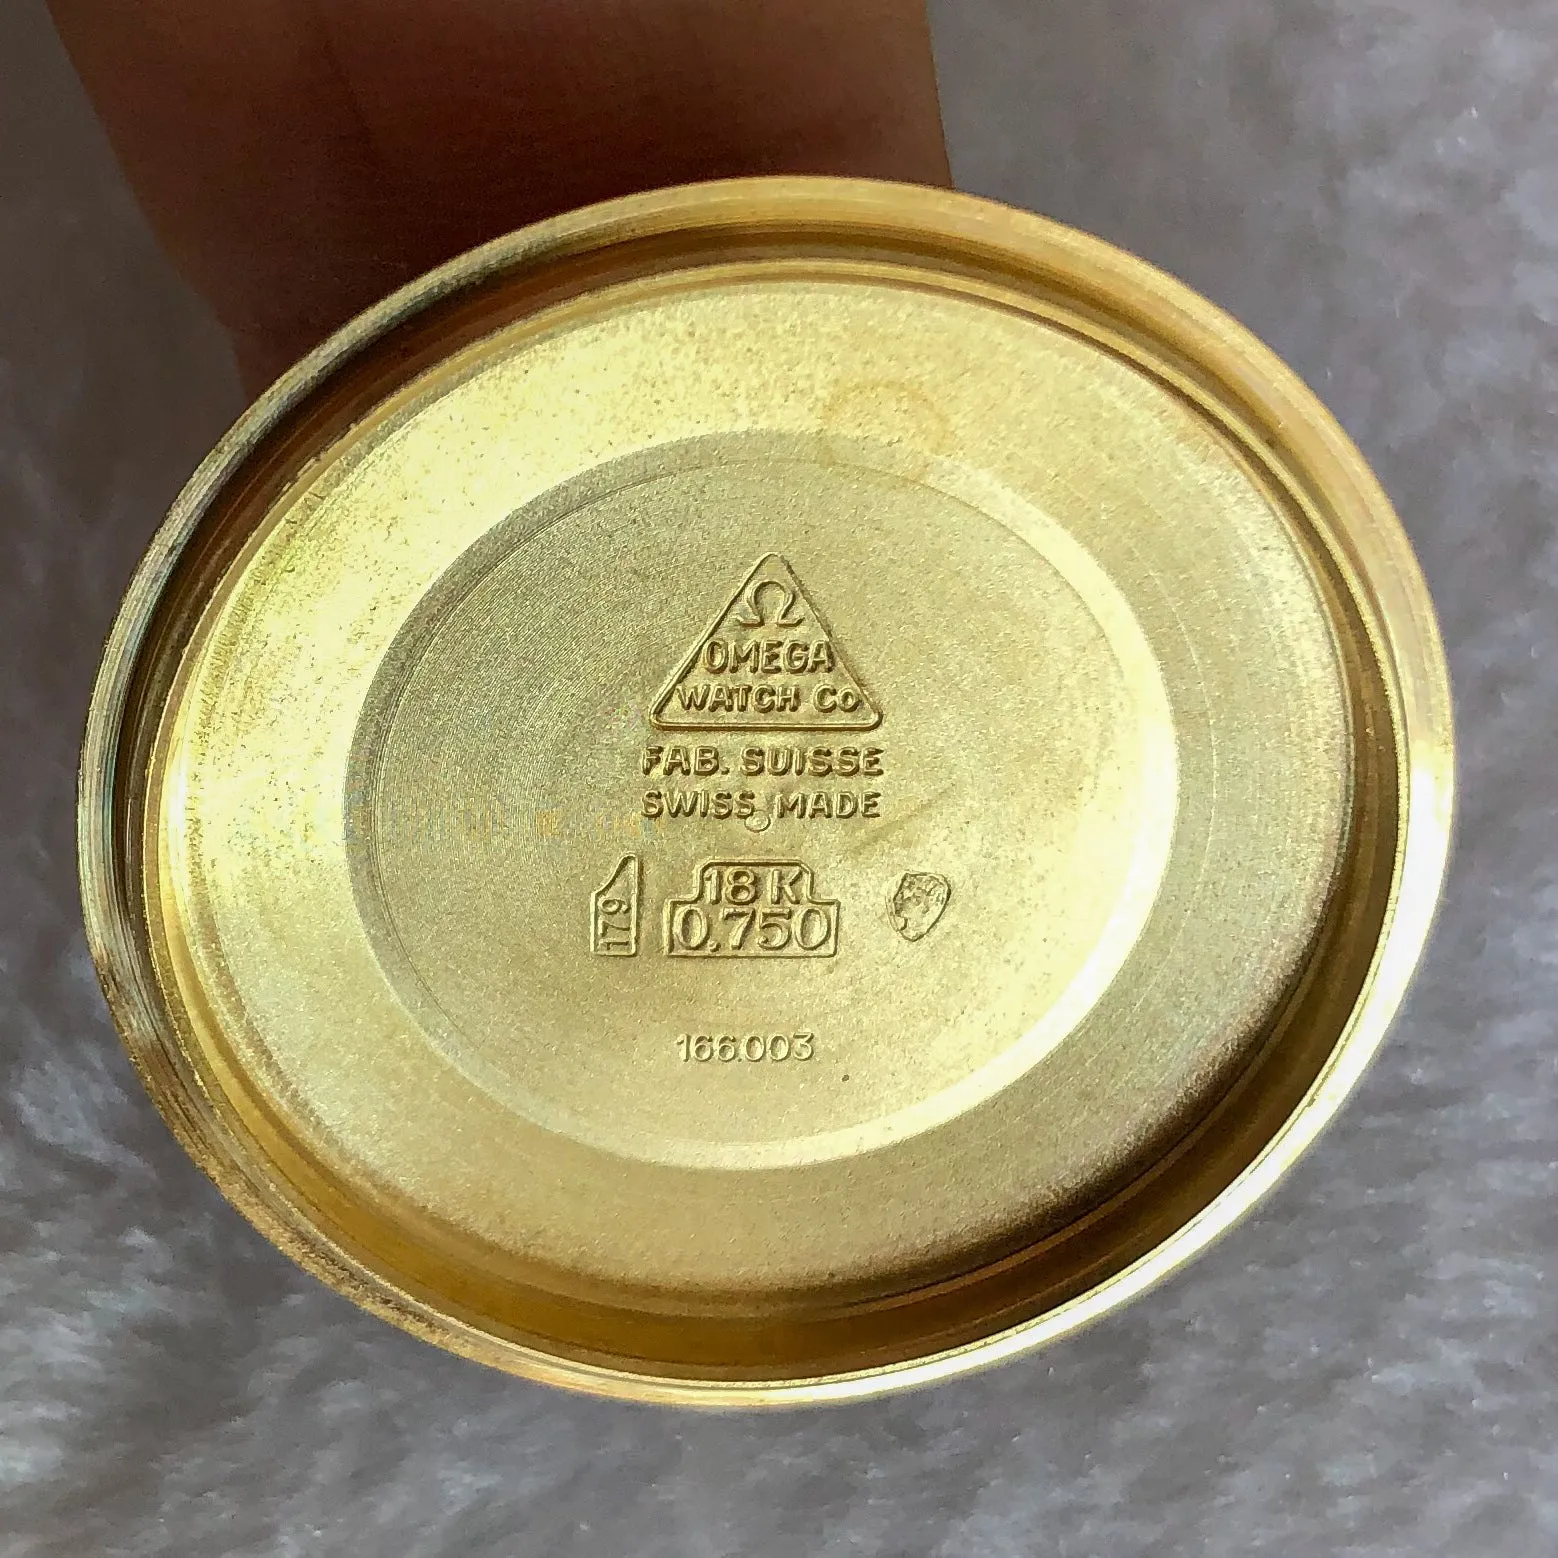 Ω
OMEGA
WATCH Co
FAB. SUISSE
SWISS MADE
179
18 K
0.750
166.003